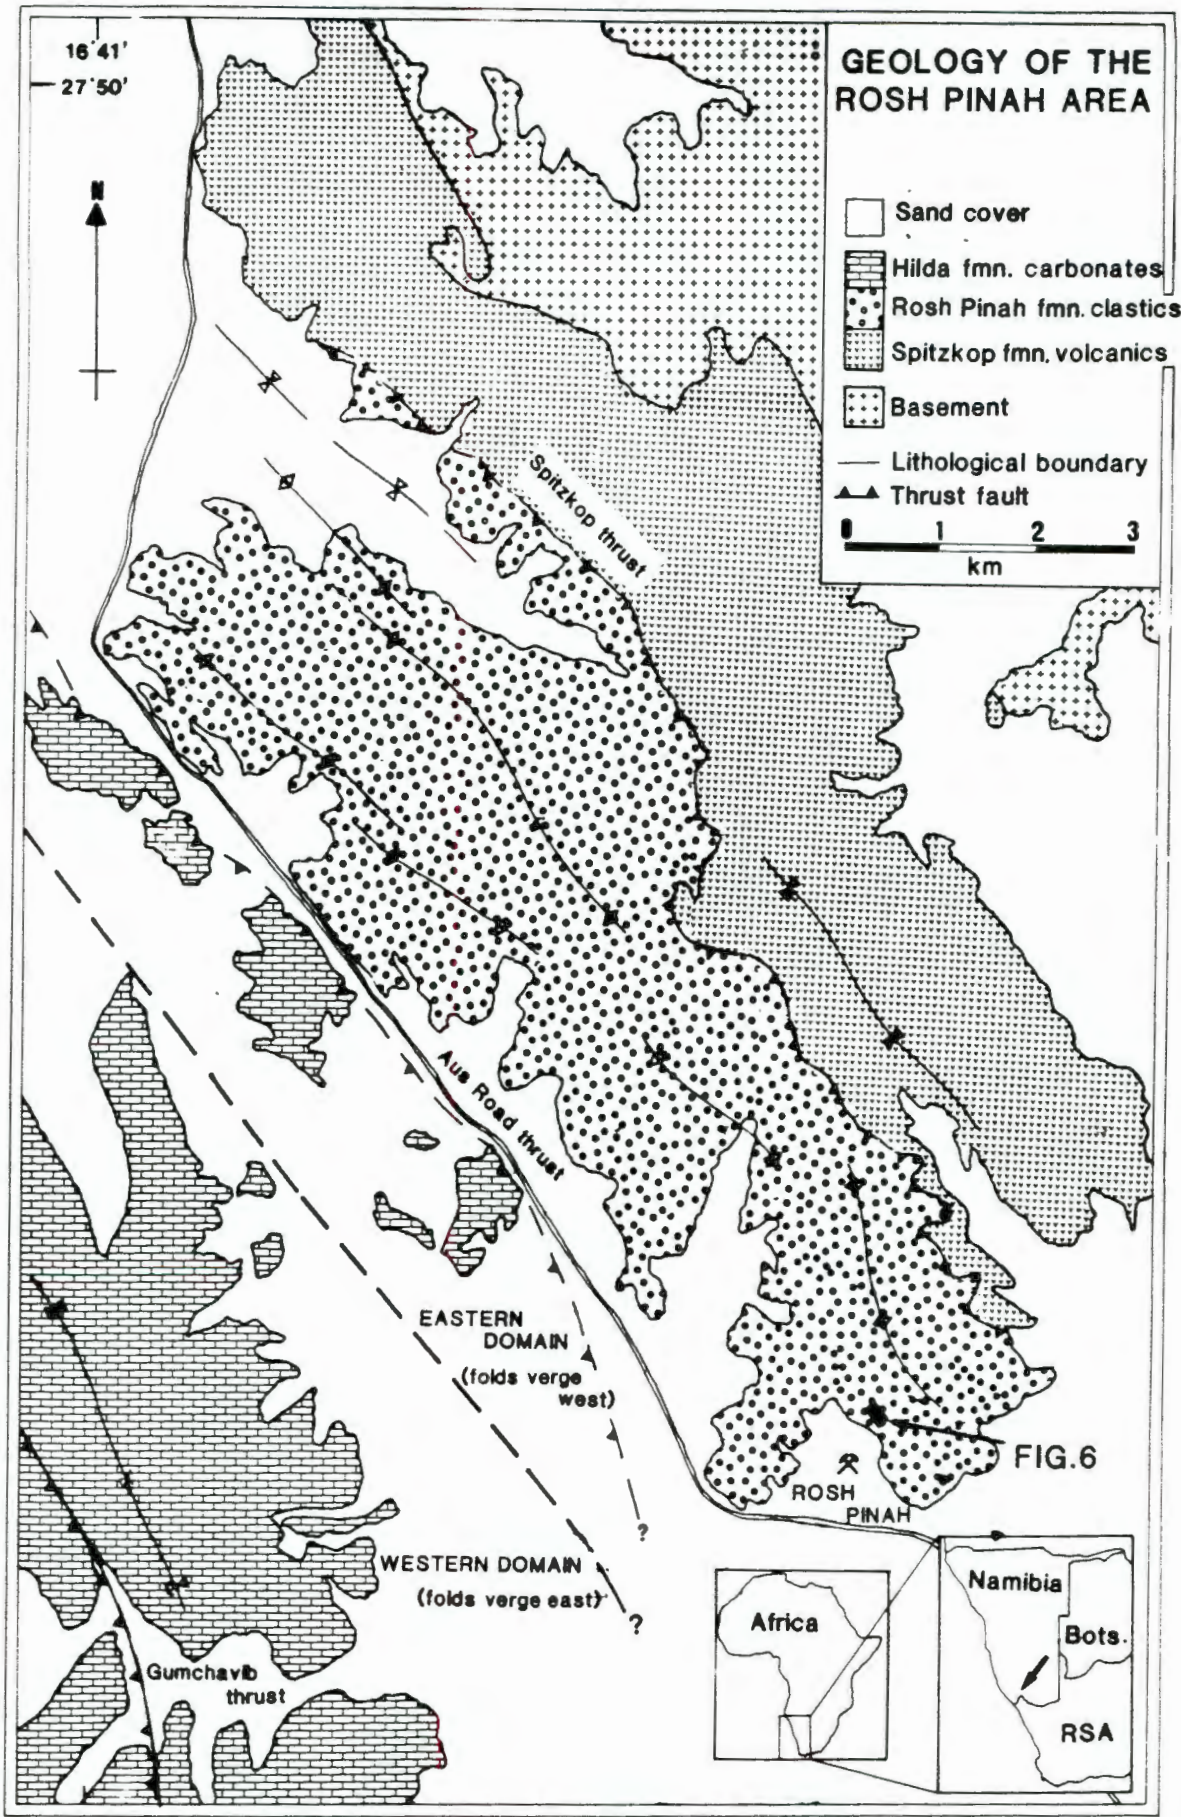 16°41'
27°50'
N
GEOLOGY OF THE
ROSH PINAH AREA
Sand cover
Hilda fmn. carbonates
Rosh Pinah fmn. clastics
Spitzkop fmn. volcanics
Basement
Lithological boundary
Thrust fault
0 1 2 3
km
Spitzkop thrust
Aus Road thrust
EASTERN
DOMAIN
(folds verge
west)
FIG.6
ROSH
PINAH
?
WESTERN DOMAIN
(folds verge east)
?
Gumchavib
thrust
Africa
Namibia
Bots.
RSA